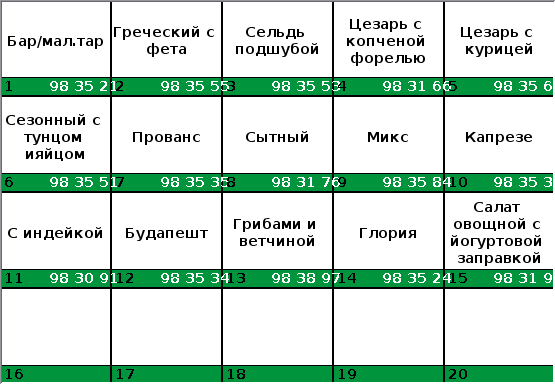 Бар/мал.тар
Греческий с
фета
Сельдь
подшубой
Цезарь с
копченой
форелью
Цезарь с
курицей
1 98 35 21
2 98 35 55
3 98 35 53
4 98 31 66
5 98 35 6
Сезонный с
тунцом
ияйцом
Прованс
Сытный
Микс
Капрезе
6 98 35 51
7 98 35 35
8 98 31 76
9 98 35 84
10 98 35 3
С индейкой
Будапешт
Грибами и
ветчиной
Глория
Салат
овощной с
йогуртовой
заправкой
11 98 30 91
12 98 35 34
13 98 38 97
14 98 35 24
15 98 31 9
16
17
18
19
20